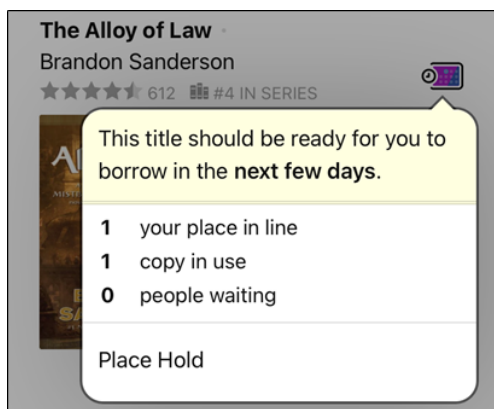 The Alloy of Law
Brandon Sanderson
612 #4 IN SERIES
This title should be ready for you to
borrow in the next few days.
1 your place in line
1 copy in use
0 people waiting
Place Hold